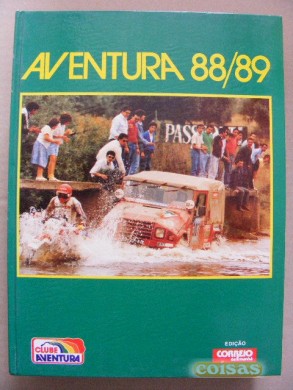 AVENTURA 88/89
PASS
CLUBE
AVENTURA
EDIÇÃO
CORREIO
coisas